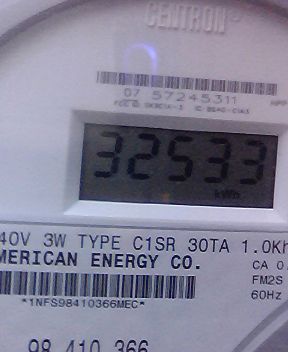 CENTRON®
07 57245311
32533
kWh
40V 3W TYPE C1SR 30TA 1.0Kh
MERICAN ENERGY CO.
CA 0.
*1NFS98410366MEC*
FM2S
60Hz
98 410 366